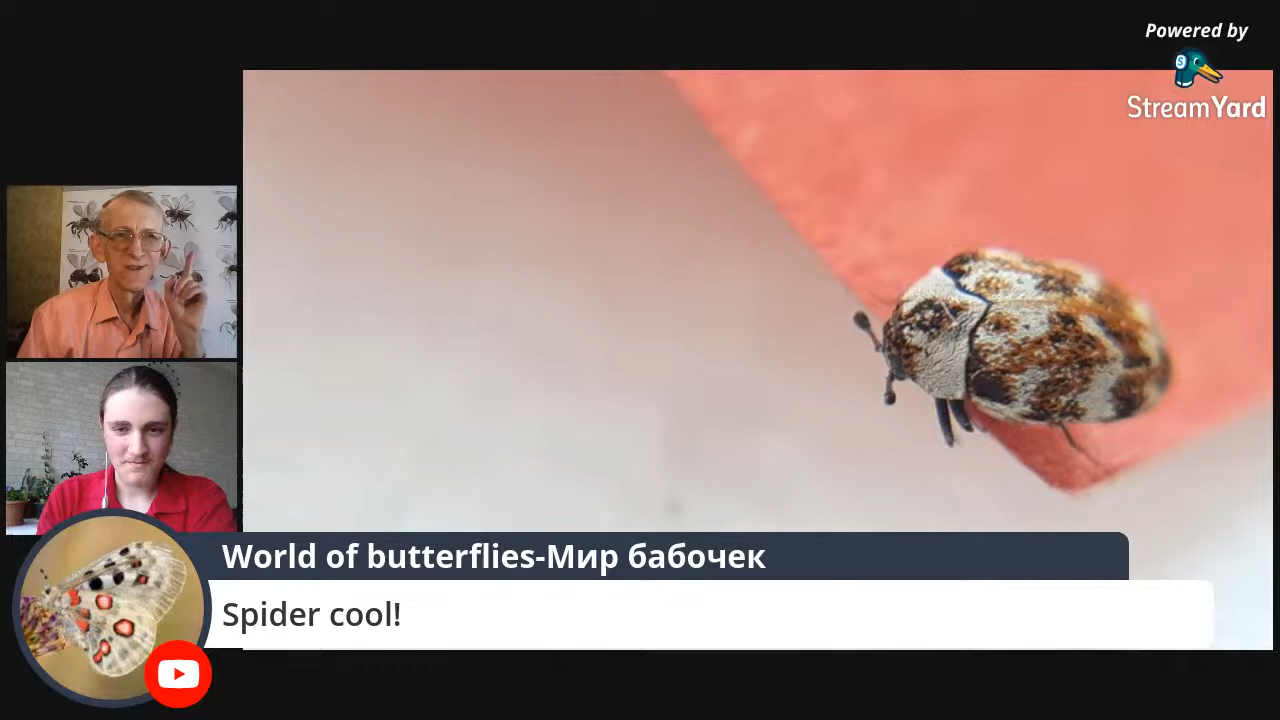 Powered by
StreamYard
World of butterflies-Мир бабочек
Spider cool!